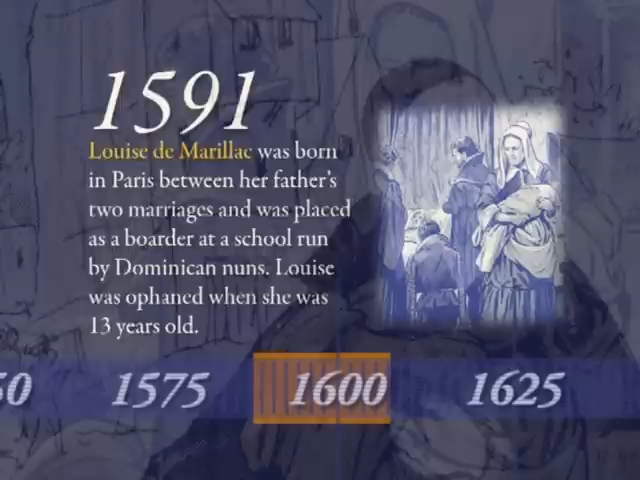 1591
Louise de Marillac was born
in Paris between her father's
two marriages and was placed
as a boarder at a school run
by Dominican nuns. Louise
was ophaned when she was
13 years old.
50 1575 1600 1625